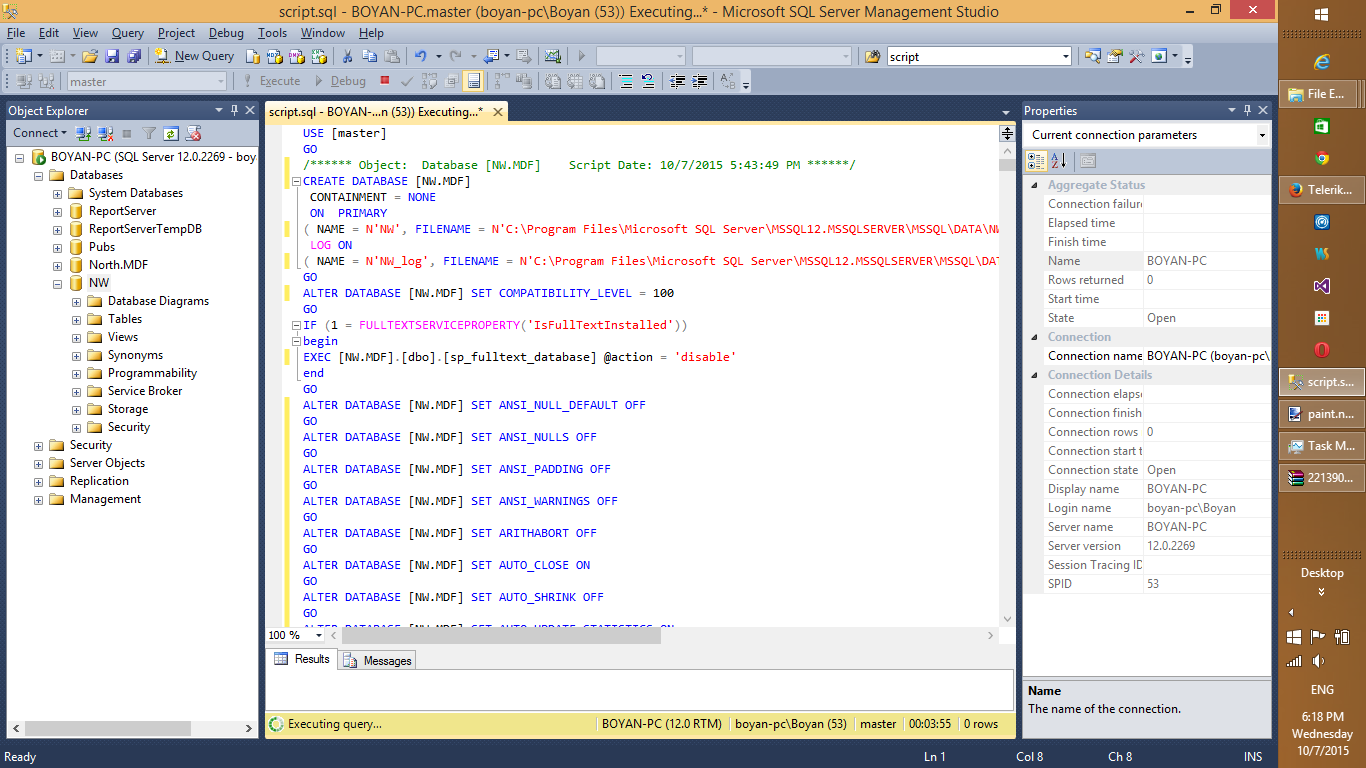 script.sql - BOYAN-PC.master (boyan-pc\Boyan (53)) Executing...* - Microsoft SQL Server Management Studio
File Edit View Query Project Debug Tools Window Help
New Query script
master Execute Debug
Object Explorer
Connect
BOYAN-PC (SQL Server 12.0.2269 - boy
Databases
System Databases
ReportServer
ReportServerTempDB
Pubs
North.MDF
NW
Database Diagrams
Tables
Views
Synonyms
Programmability
Service Broker
Storage
Security
Security
Server Objects
Replication
Management
script.sql - BOYAN-...n (53)) Executing...*
USE [master]
GO
/****** Object:  Database [NW.MDF]    Script Date: 10/7/2015 5:43:49 PM ******/
CREATE DATABASE [NW.MDF]
CONTAINMENT = NONE
ON  PRIMARY
( NAME = N'NW', FILENAME = N'C:\Program Files\Microsoft SQL Server\MSSQL12.MSSQLSERVER\MSSQL\DATA\NW
LOG ON
( NAME = N'NW_log', FILENAME = N'C:\Program Files\Microsoft SQL Server\MSSQL12.MSSQLSERVER\MSSQL\DAT
GO
ALTER DATABASE [NW.MDF] SET COMPATIBILITY_LEVEL = 100
GO
IF (1 = FULLTEXTSERVICEPROPERTY('IsFullTextInstalled'))
begin
EXEC [NW.MDF].[dbo].[sp_fulltext_database] @action = 'disable'
end
GO
ALTER DATABASE [NW.MDF] SET ANSI_NULL_DEFAULT OFF
GO
ALTER DATABASE [NW.MDF] SET ANSI_NULLS OFF
GO
ALTER DATABASE [NW.MDF] SET ANSI_PADDING OFF
GO
ALTER DATABASE [NW.MDF] SET ANSI_WARNINGS OFF
GO
ALTER DATABASE [NW.MDF] SET ARITHABORT OFF
GO
ALTER DATABASE [NW.MDF] SET AUTO_CLOSE ON
GO
ALTER DATABASE [NW.MDF] SET AUTO_SHRINK OFF
GO
ALTER DATABASE [NW.MDF] SET AUTO_UPDATE_STATISTICS ON
100 %
Results Messages
Executing query... BOYAN-PC (12.0 RTM) boyan-pc\Boyan (53) master 00:03:55 0 rows
Properties
Current connection parameters
Aggregate Status
Connection failure
Elapsed time
Finish time
Name BOYAN-PC
Rows returned 0
Start time
State Open
Connection
Connection name BOYAN-PC (boyan-pc\
Connection Details
Connection elapse
Connection finish
Connection rows 0
Connection start t
Connection state Open
Display name BOYAN-PC
Login name boyan-pc\Boyan
Server name BOYAN-PC
Server version 12.0.2269
Session Tracing ID
SPID 53
Name
The name of the connection.
Ready Ln 1 Col 8 Ch 8 INS
File E...
Telerik...
script.s...
paint.n...
Task M...
221390...
Desktop
ENG
6:18 PM
Wednesday
10/7/2015